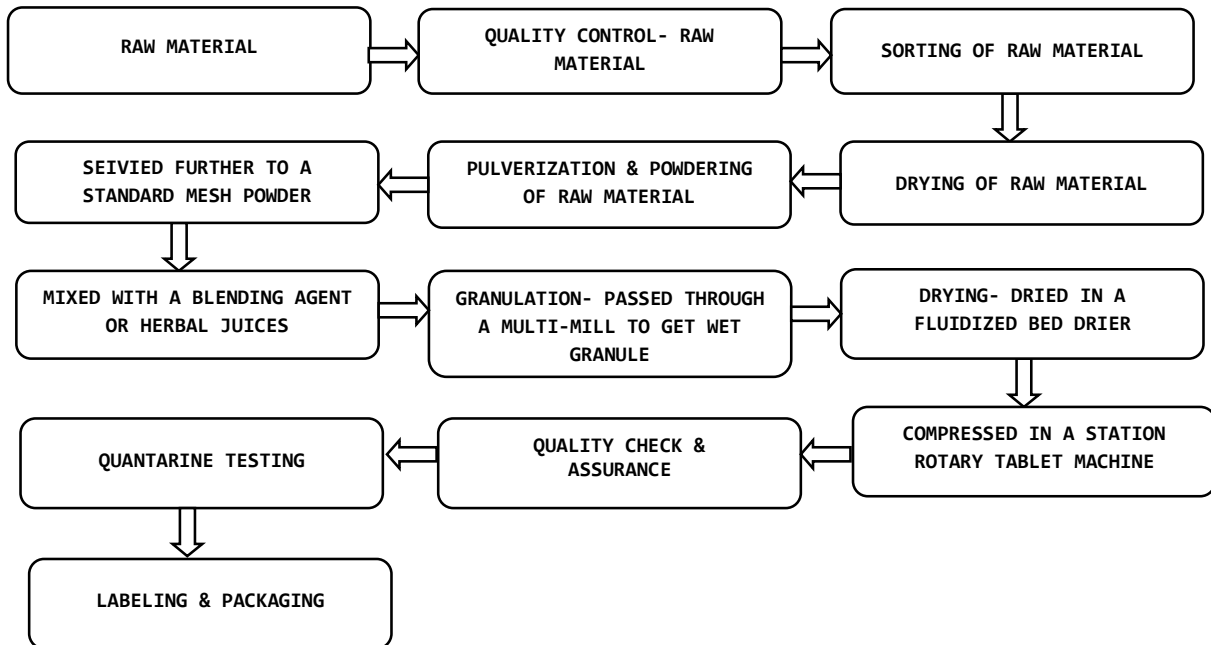 RAW MATERIAL
QUALITY CONTROL- RAW
MATERIAL
SORTING OF RAW MATERIAL
DRYING OF RAW MATERIAL
PULVERIZATION & POWDERING
OF RAW MATERIAL
SEIVIED FURTHER TO A
STANDARD MESH POWDER
MIXED WITH A BLENDING AGENT
OR HERBAL JUICES
GRANULATION- PASSED THROUGH
A MULTI-MILL TO GET WET
GRANULE
DRYING- DRIED IN A
FLUIDIZED BED DRIER
COMPRESSED IN A STATION
ROTARY TABLET MACHINE
QUALITY CHECK &
ASSURANCE
QUANTARINE TESTING
LABELING & PACKAGING